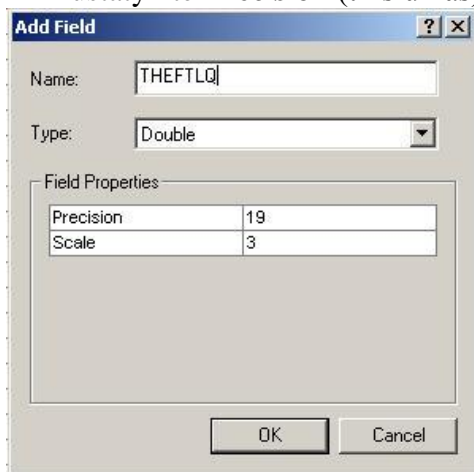 Add Field
Name: THEFTLQ
Type: Double
Field Properties
Precision 19
Scale 3
OK Cancel